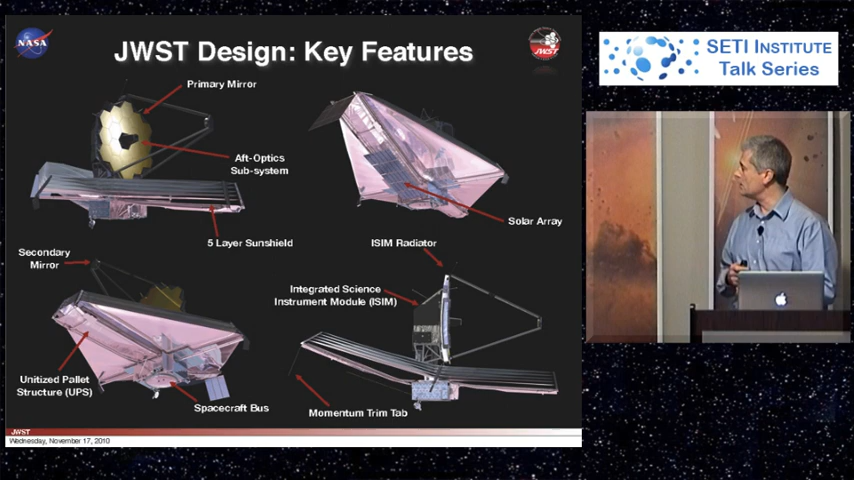 NASA
JWST Design: Key Features
JWST
SETI INSTITUTE
Talk Series
Primary Mirror
Aft-Optics
Sub-system
Solar Array
5 Layer Sunshield
ISIM Radiator
Secondary
Mirror
Integrated Science
Instrument Module (ISIM)
Unitized Pallet
Structure (UPS)
Spacecraft Bus
Momentum Trim Tab
JWST
Wednesday, November 17, 2010